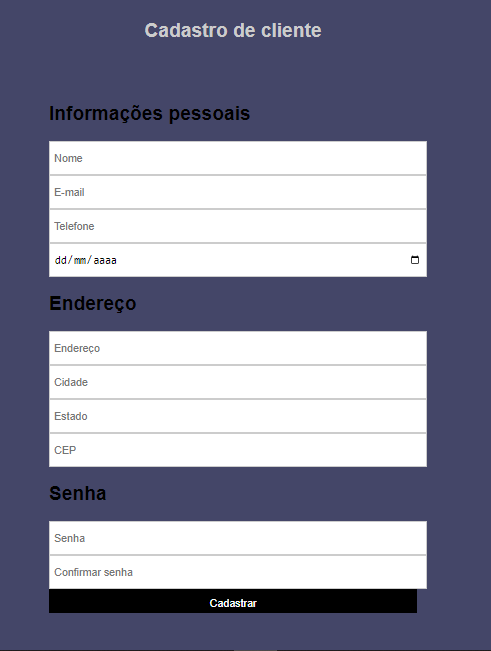 Cadastro de cliente
Informações pessoais
Nome
E-mail
Telefone
dd/mm/aaaa
Endereço
Endereço
Cidade
Estado
CEP
Senha
Senha
Confirmar senha
Cadastrar